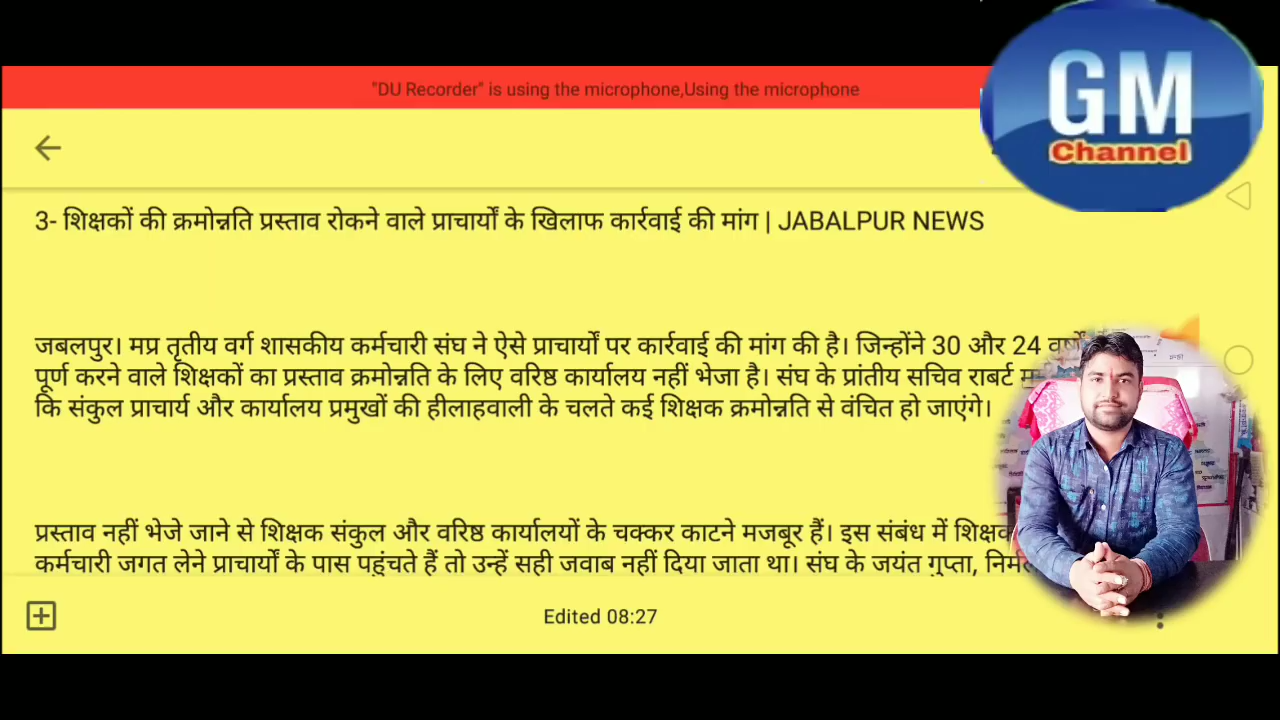 "DU Recorder" is using the microphone,Using the microphone
GM
Channel
3- शिक्षकों की क्रमोन्नति प्रस्ताव रोकने वाले प्राचार्यों के खिलाफ कार्रवाई की मांग | JABALPUR NEWS
जबलपुर। मप्र तृतीय वर्ग शासकीय कर्मचारी संघ ने ऐसे प्राचार्यों पर कार्रवाई की मांग की है। जिन्होंने 30 और 24 वर्षों
पूर्ण करने वाले शिक्षकों का प्रस्ताव क्रमोन्नति के लिए वरिष्ठ कार्यालय नहीं भेजा है। संघ के प्रांतीय सचिव राबर्ट
कि संकुल प्राचार्य और कार्यालय प्रमुखों की हीलाहवाली के चलते कई शिक्षक क्रमोन्नति से वंचित हो जाएंगे।
प्रस्ताव नहीं भेजे जाने से शिक्षक संकुल और वरिष्ठ कार्यालयों के चक्कर काटने मजबूर हैं। इस संबंध में शिक्षक
कर्मचारी जगत लेने प्राचार्यों के पास पहुंचते हैं तो उन्हें सही जवाब नहीं दिया जाता था। संघ के जयंत गुप्ता,
Edited 08:27